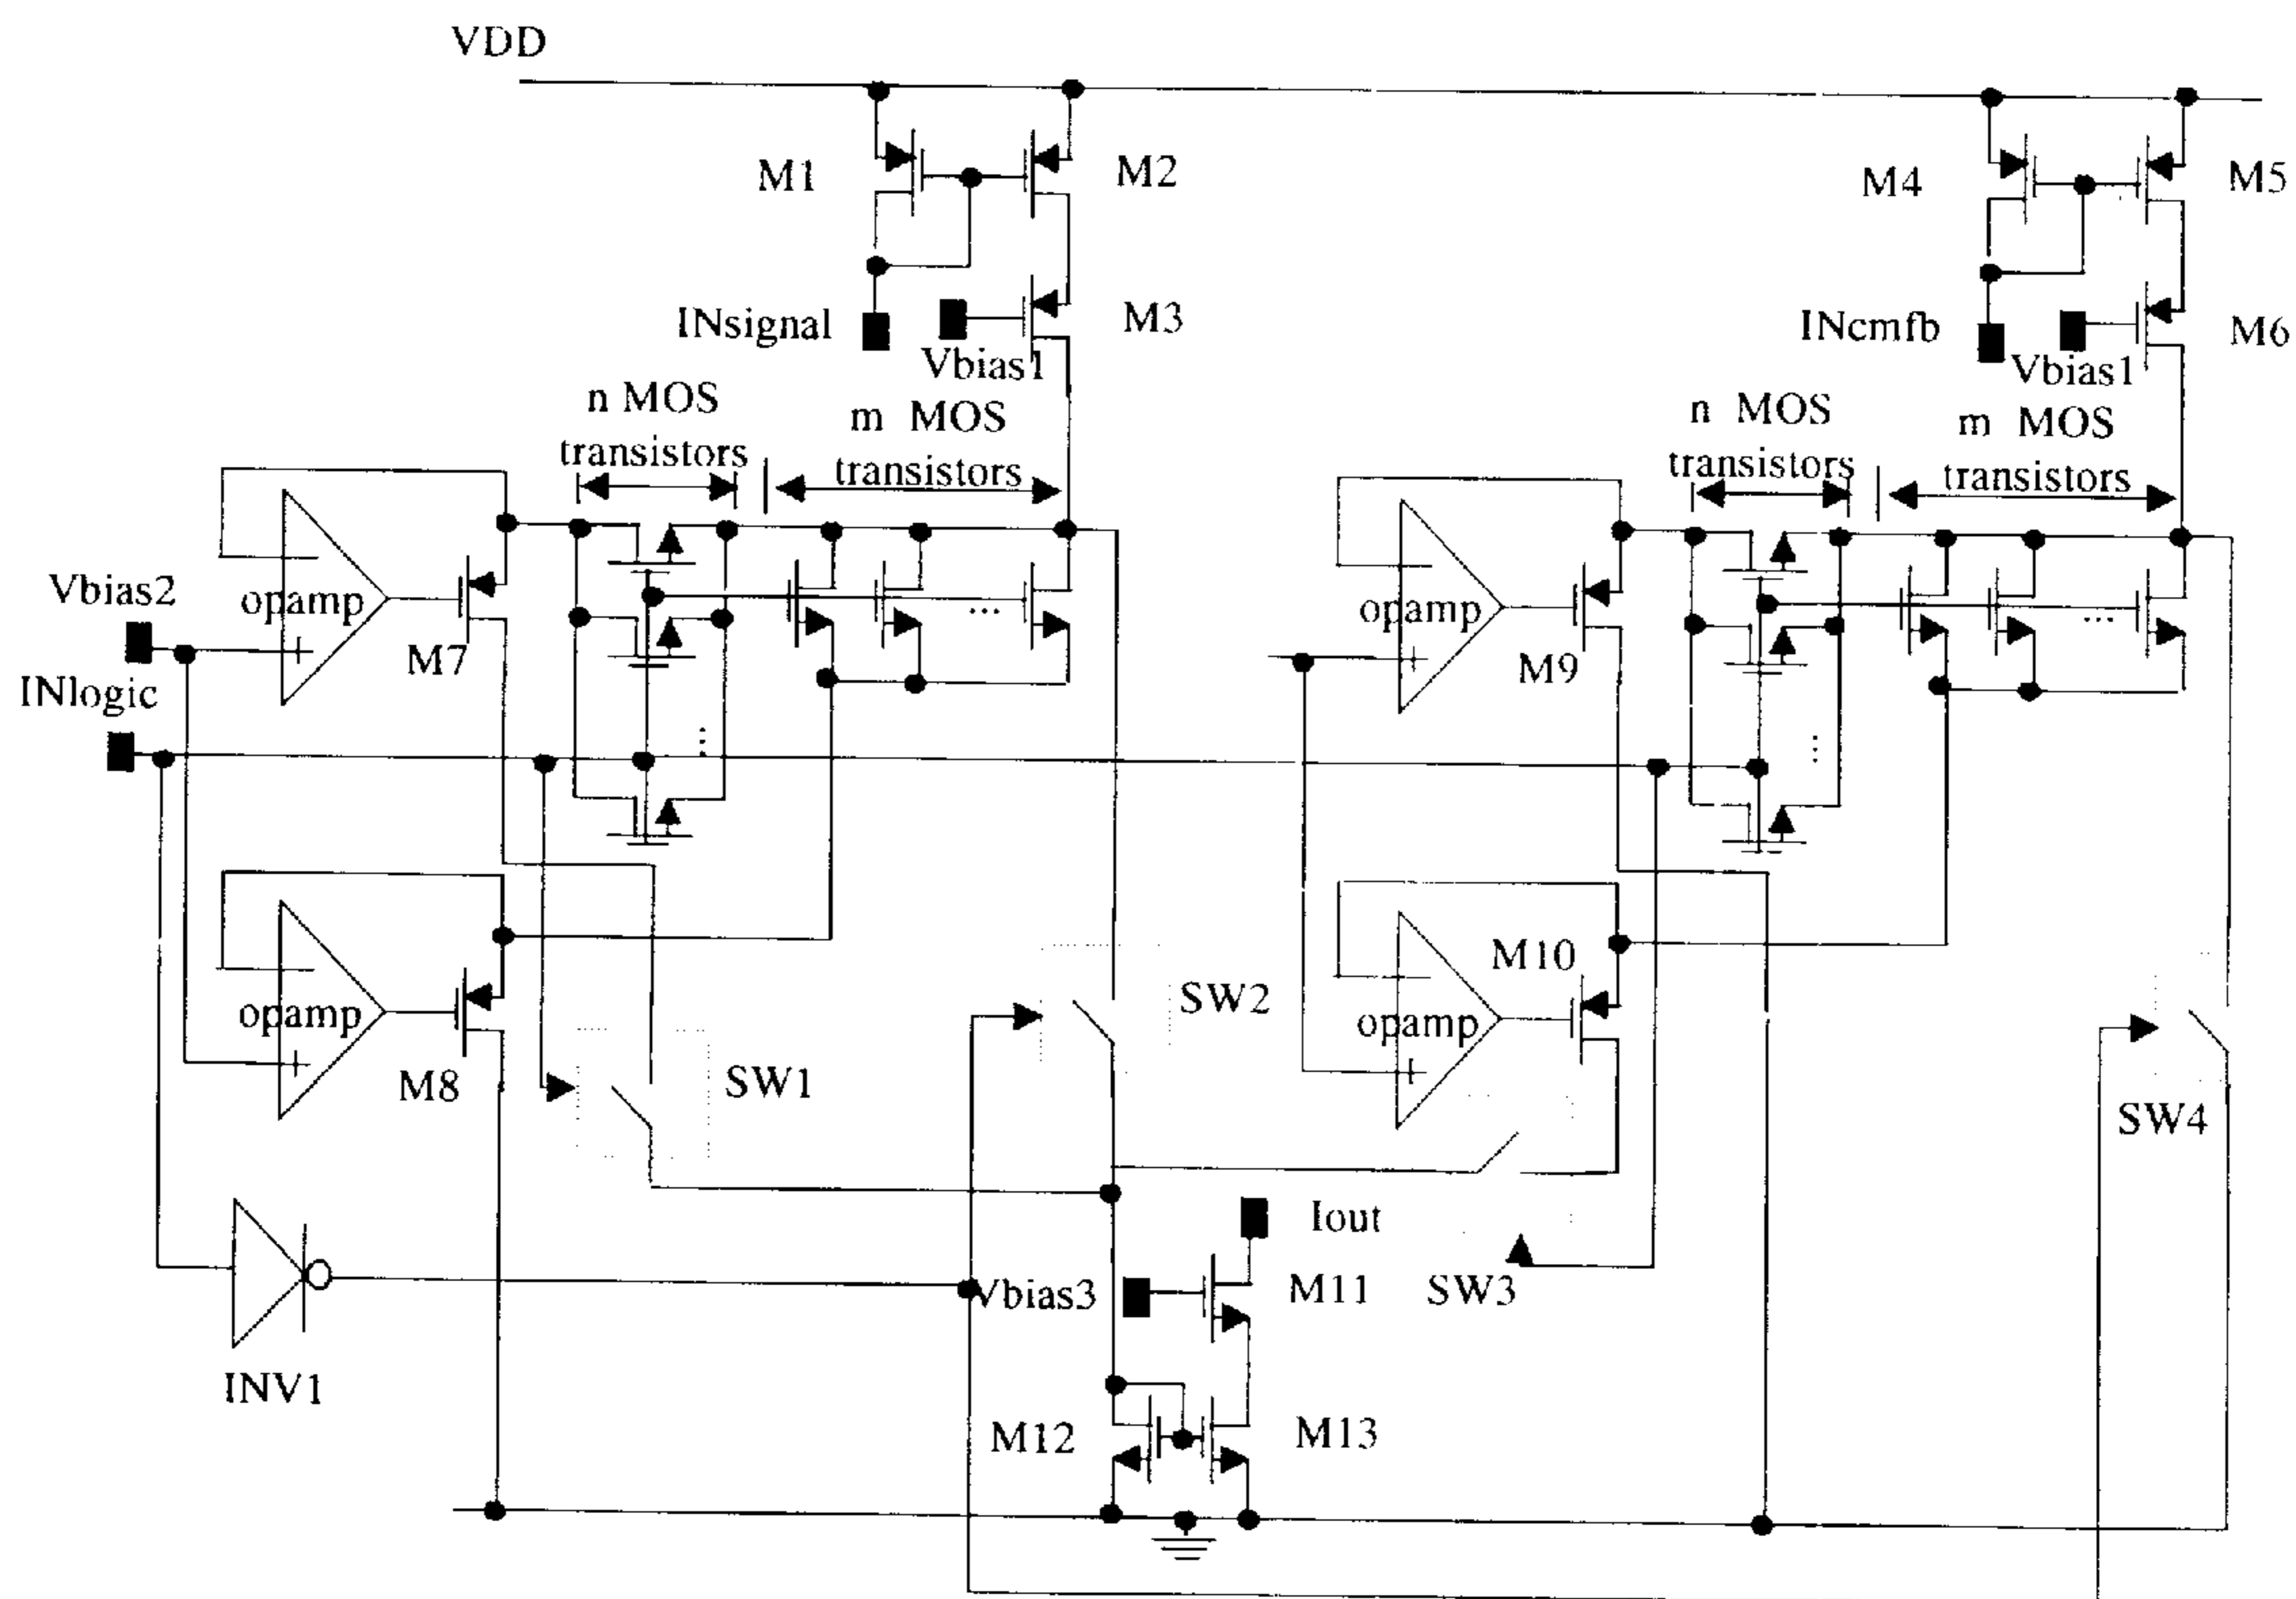 VDD
M1
M2
M4
M5
INsignal
M3
INcmfb
M6
Vbias1
Vbias1
n MOS
transistors
m MOS
transistors
n MOS
transistors
m MOS
transistors
Vbias2
opamp
-
+
M7
...
opamp
-
+
M9
...
INlogic
...
...
opamp
-
+
M8
SW1
SW2
opamp
-
+
M10
SW4
Iout
Vbias3
M11
SW3
INV1
M12
M13